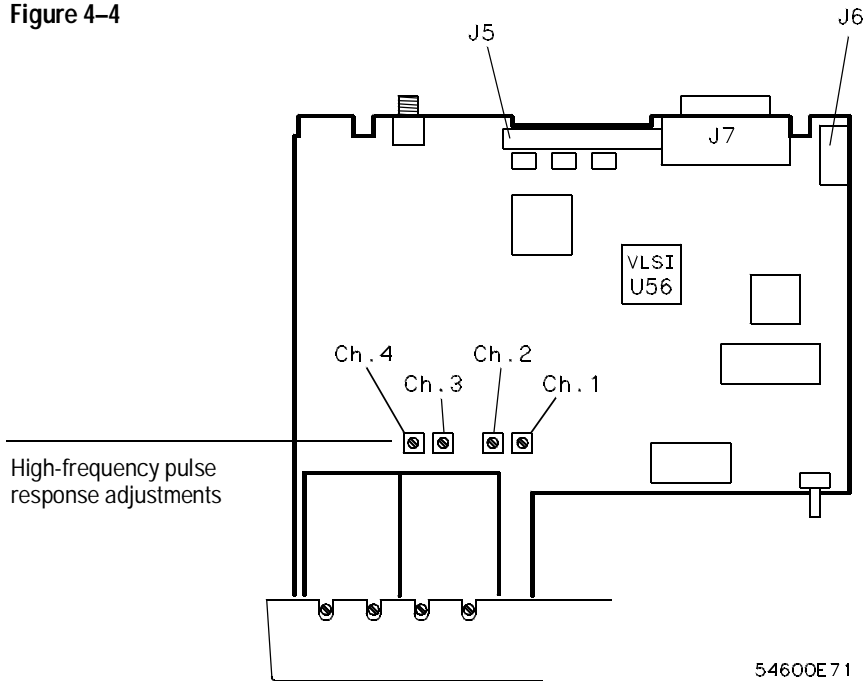 Figure 4–4
J5
J6
J7
VLSI
U56
Ch.4
Ch.2
Ch.3
Ch.1
High-frequency pulse
response adjustments
54600E71